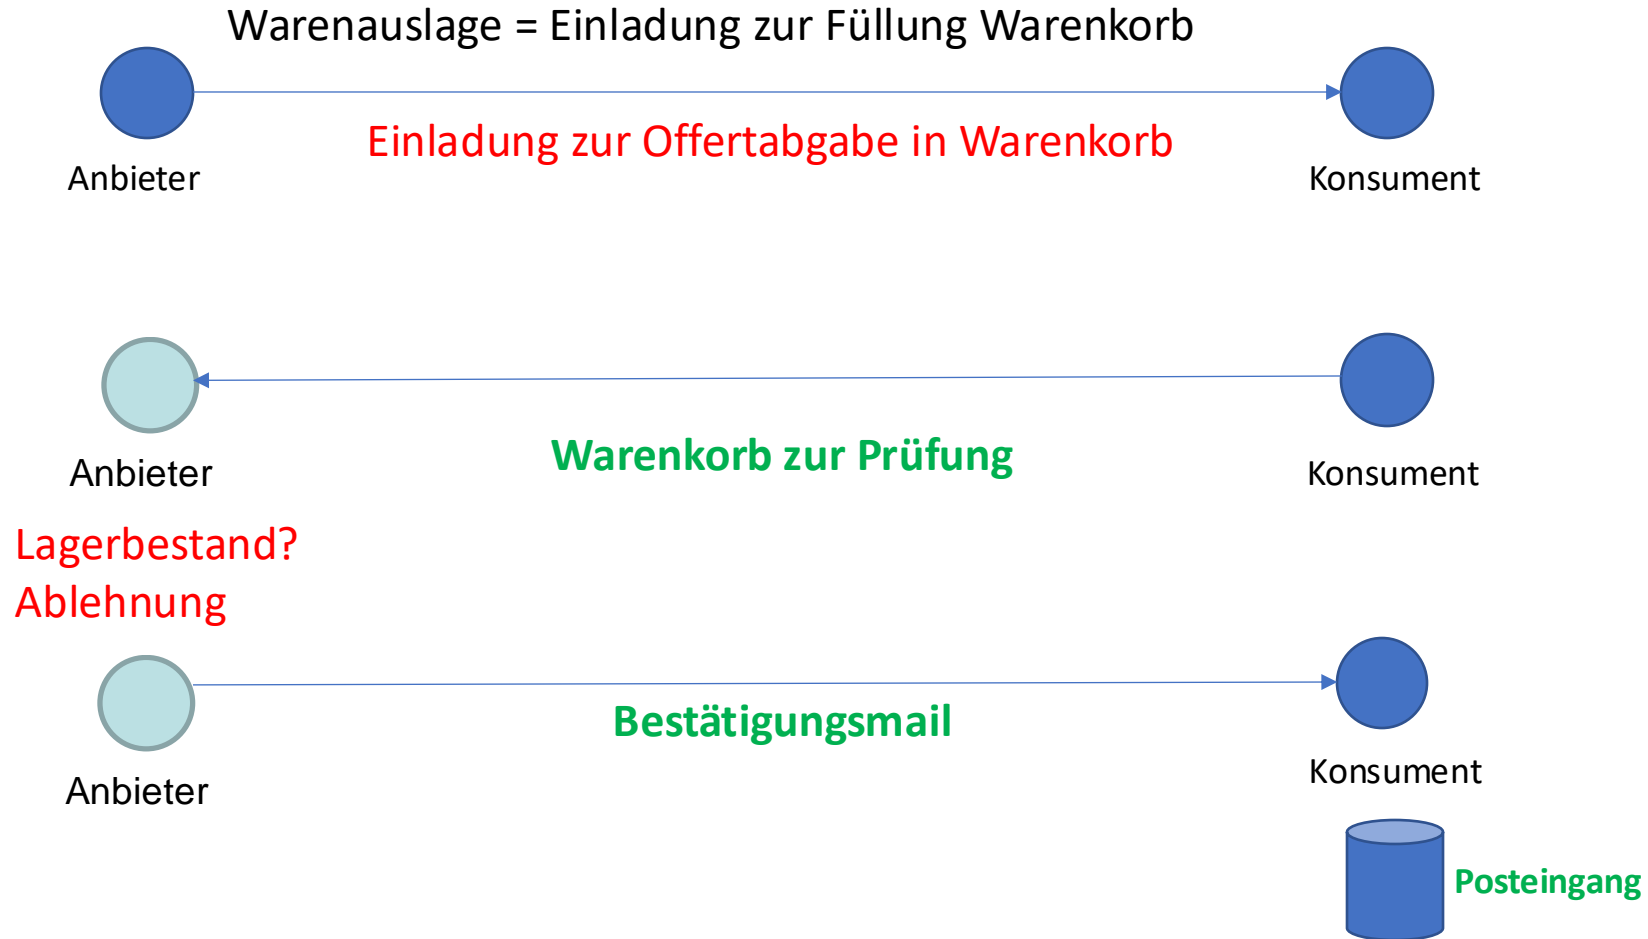 Warenauslage = Einladung zur Füllung Warenkorb
Einladung zur Offertabgabe in Warenkorb
Anbieter
Konsument
Warenkorb zur Prüfung
Anbieter
Konsument
Lagerbestand?
Ablehnung
Bestätigungsmail
Anbieter
Konsument
Posteingang